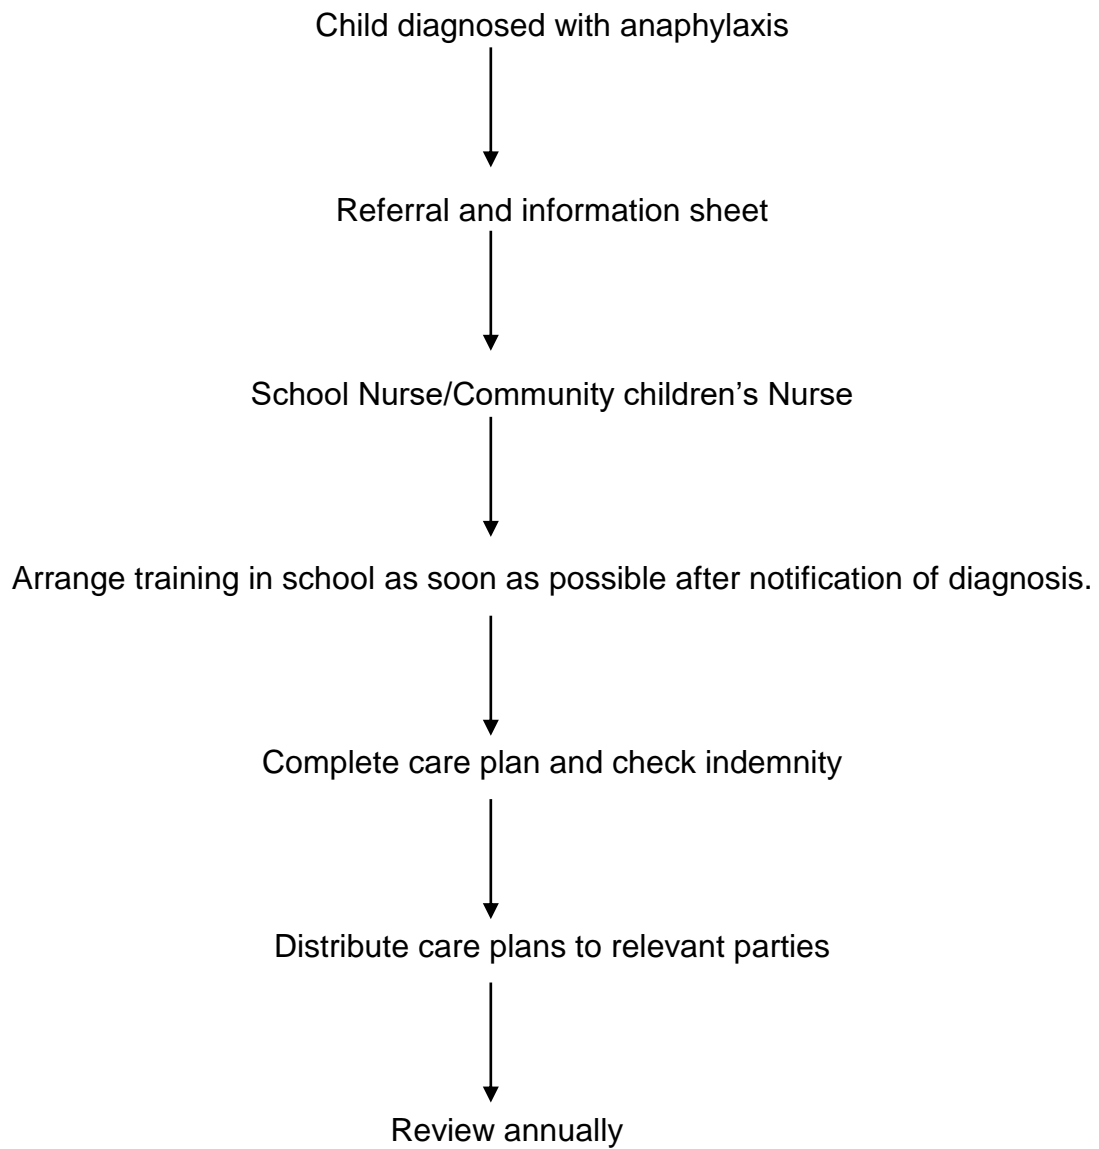 Child diagnosed with anaphylaxis
Referral and information sheet
School Nurse/Community children’s Nurse
Arrange training in school as soon as possible after notification of diagnosis.
Complete care plan and check indemnity
Distribute care plans to relevant parties
Review annually